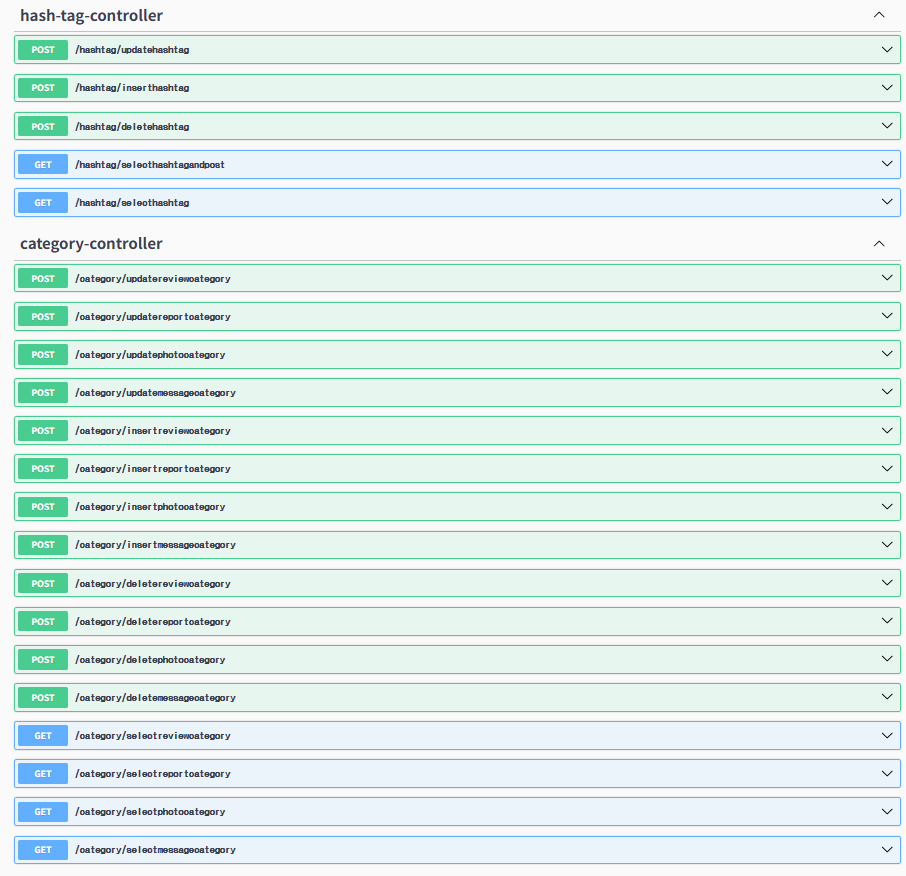 hash-tag-controller
POST /hashtag/updatehashtag
POST /hashtag/inserthashtag
POST /hashtag/deletehashtag
GET /hashtag/selecthashtagandpost
GET /hashtag/selecthashtag
category-controller
POST /category/updatereviewcategory
POST /category/updatereportcategory
POST /category/updatephotocategory
POST /category/updatemessagecategory
POST /category/insertreviewcategory
POST /category/insertreportcategory
POST /category/insertphotocategory
POST /category/insertmessagecategory
POST /category/deletereviewcategory
POST /category/deletereportcategory
POST /category/deletephotocategory
POST /category/deletemessagecategory
GET /category/selectreviewcategory
GET /category/selectreportcategory
GET /category/selectphotocategory
GET /category/selectmessagecategory